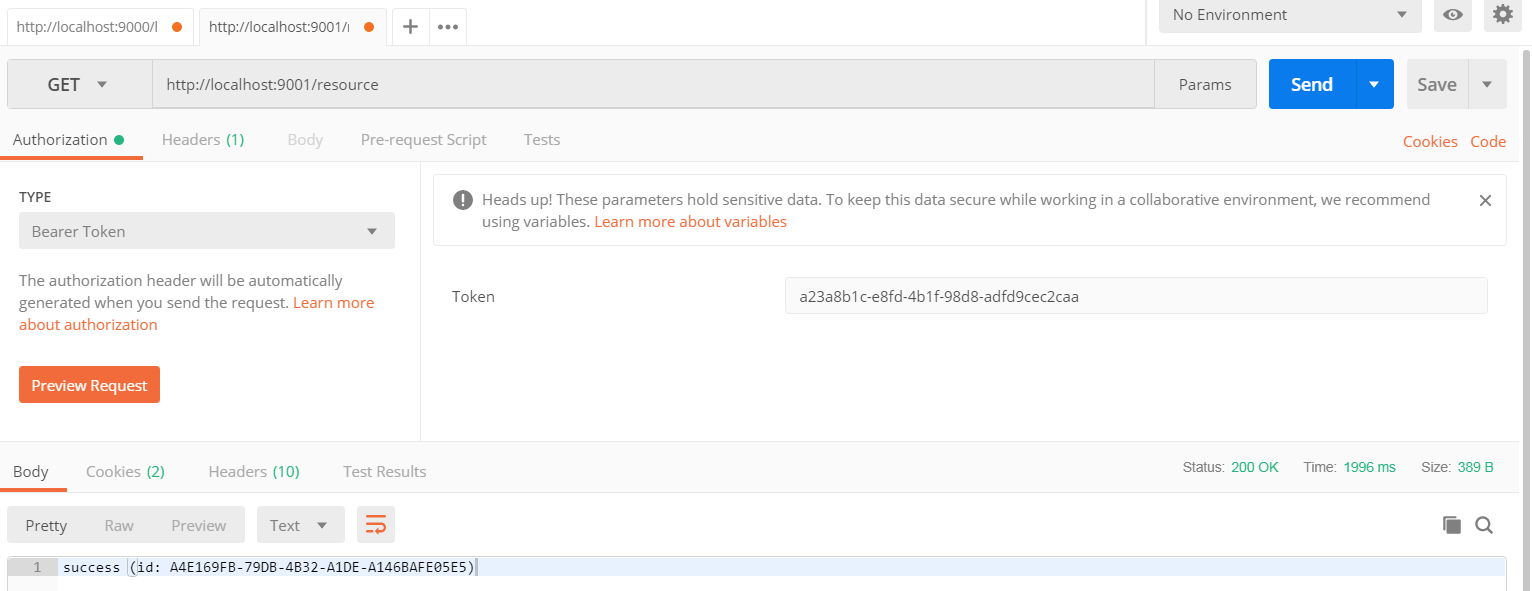 http://localhost:9000/l
http://localhost:9001/r
No Environment
GET
http://localhost:9001/resource
Params
Send
Save
Authorization
Headers (1)
Body
Pre-request Script
Tests
Cookies
Code
TYPE
Bearer Token
The authorization header will be automatically
generated when you send the request. Learn more
about authorization
Preview Request
Heads up! These parameters hold sensitive data. To keep this data secure while working in a collaborative environment, we recommend
using variables. Learn more about variables
Token
a23a8b1c-e8fd-4b1f-98d8-adfd9cec2caa
Body
Cookies (2)
Headers (10)
Test Results
Status: 200 OK
Time: 1996 ms
Size: 389 B
Pretty
Raw
Preview
Text
1
success (id: A4E169FB-79DB-4B32-A1DE-A146BAFE05E5)